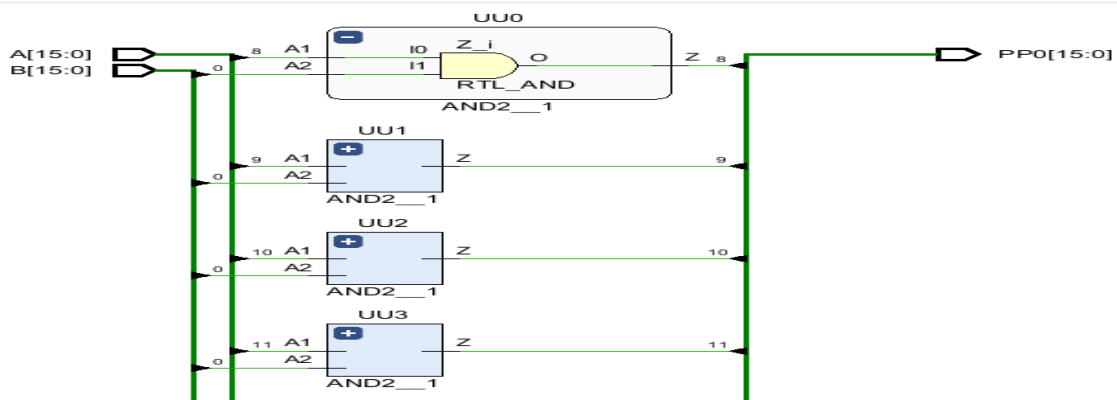 UU0
A[15:0]
B[15:0]
PP0[15:0]
8 A1 I0 Z_i O Z 8
0 A2 I1
RTL_AND
AND2__1
UU1
9 A1 Z 9
0 A2
AND2__1
UU2
10 A1 Z 10
0 A2
AND2__1
UU3
11 A1 Z 11
0 A2
AND2__1